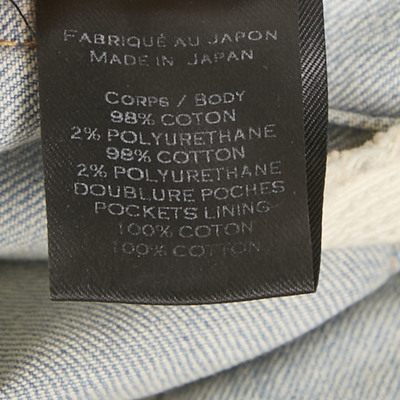 FABRIQUÉ AU JAPON
MADE IN JAPAN
CORPS / BODY
98% COTON
2% POLYURETHANE
98% COTTON
2% POLYURETHANE
DOUBLURE POCHES
POCKETS LINING
100% COTON
100% COTTON